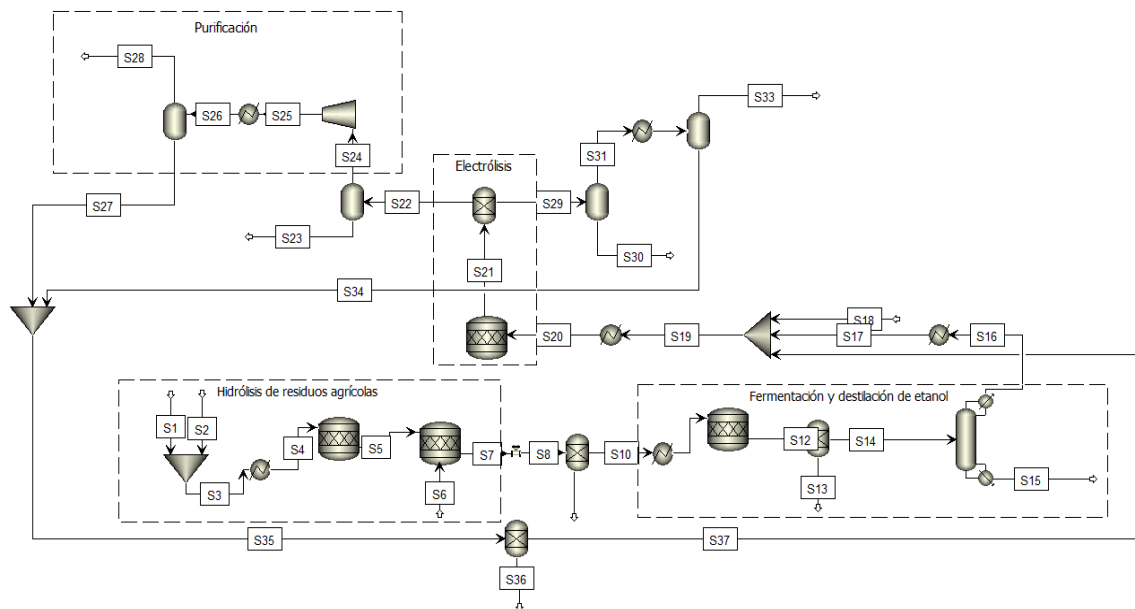 Purificación
S28
S26
S25
S33
S24
S31
Electrólisis
S27
S22
S29
S23
S30
S21
S34
S18
S20
S19
S17
S16
Hidrólisis de residuos agrícolas
Fermentación y destilación de etanol
S1
S2
S4
S5
S12
S14
S7
S8
S10
S3
S6
S13
S15
S35
S37
S36